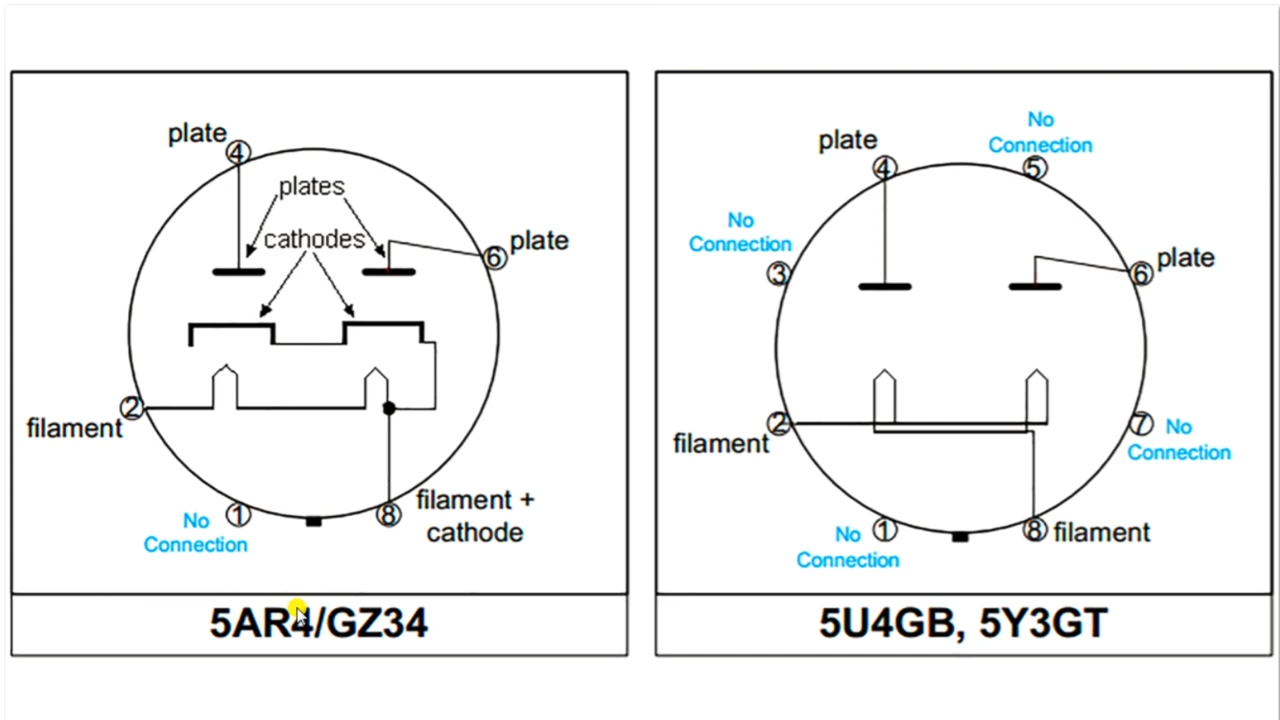 plate
4
plates
cathodes
6 plate
2
filament
filament +
8
cathode
No
Connection
1
5AR4/GZ34
No
Connection
plate
4
5
No
Connection
3
6 plate
2
filament
7 No
Connection
No
Connection
1
8 filament
5U4GB, 5Y3GT